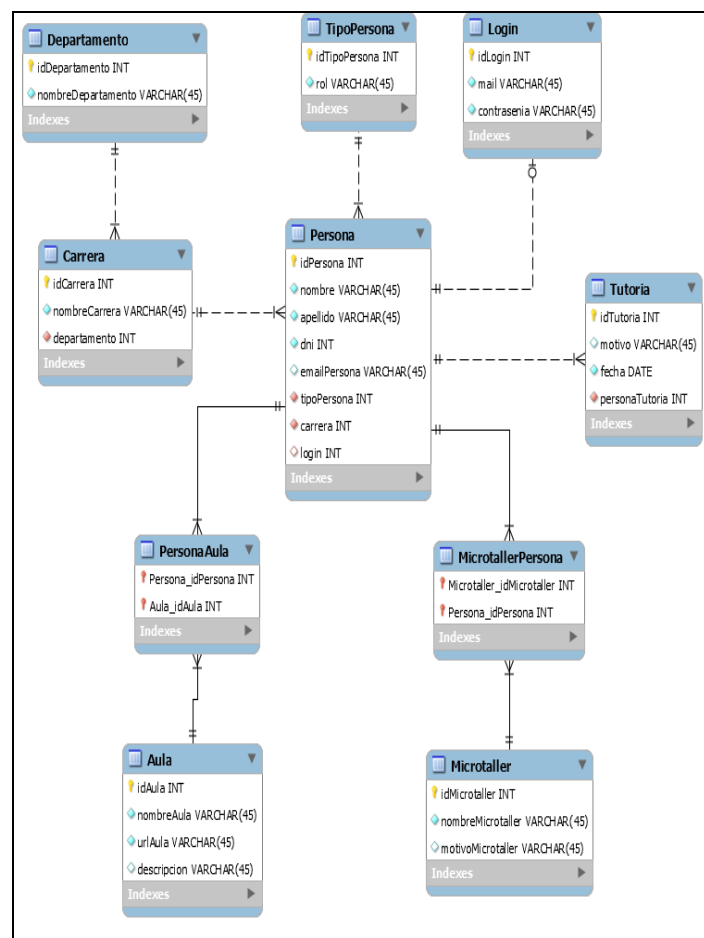 Departamento
idDepartamento INT
nombreDepartamento VARCHAR(45)
Indexes
TipoPersona
idTipoPersona INT
rol VARCHAR(45)
Indexes
Login
idLogin INT
mail VARCHAR(45)
contrasenia VARCHAR(45)
Indexes
Carrera
idCarrera INT
nombreCarrera VARCHAR(45)
departamento INT
Indexes
Persona
idPersona INT
nombre VARCHAR(45)
apellido VARCHAR(45)
dni INT
emailPersona VARCHAR(45)
tipoPersona INT
carrera INT
login INT
Indexes
Tutoria
idTutoria INT
motivo VARCHAR(45)
fecha DATE
personaTutoria INT
Indexes
PersonaAula
Persona_idPersona INT
Aula_idAula INT
Indexes
MicrotallerPersona
Microtaller_idMicrotaller INT
Persona_idPersona INT
Indexes
Aula
idAula INT
nombreAula VARCHAR(45)
urlAula VARCHAR(45)
descripcion VARCHAR(45)
Indexes
Microtaller
idMicrotaller INT
nombreMicrotaller VARCHAR(45)
motivoMicrotaller VARCHAR(45)
Indexes